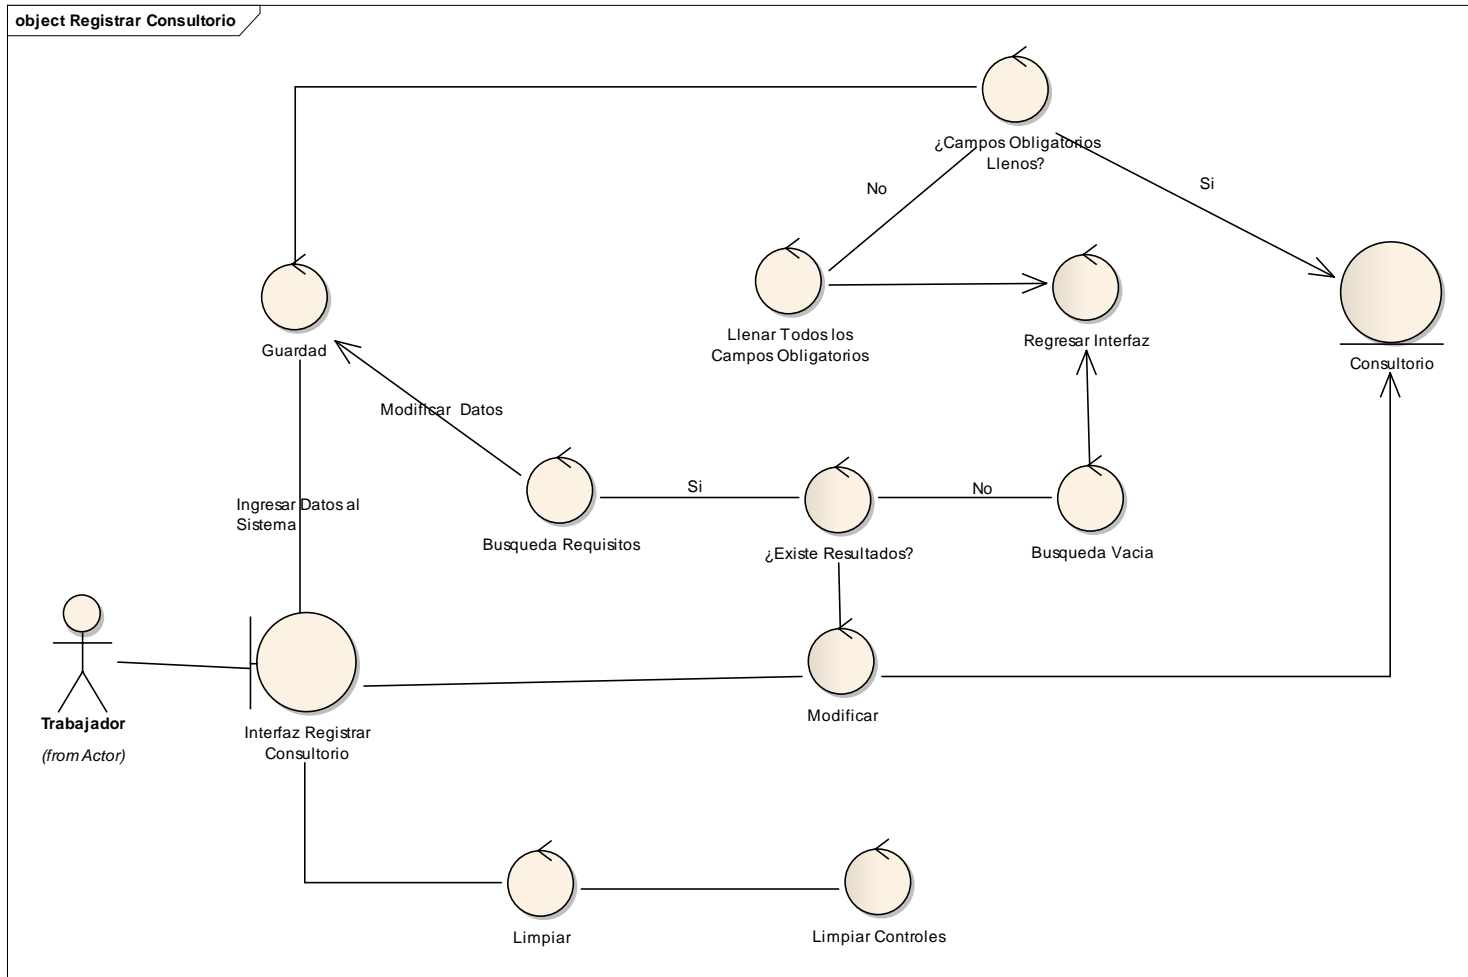 object Registrar Consultorio
¿Campos Obligatorios
Llenos?
No
Si
Llenar Todos los
Campos Obligatorios
Regresar Interfaz
Consultorio
Guardad
Modificar Datos
Ingresar Datos al
Sistema
Si
No
Busqueda Requisitos
¿Existe Resultados?
Busqueda Vacia
Trabajador
(from Actor)
Interfaz Registrar
Consultorio
Modificar
Limpiar
Limpiar Controles